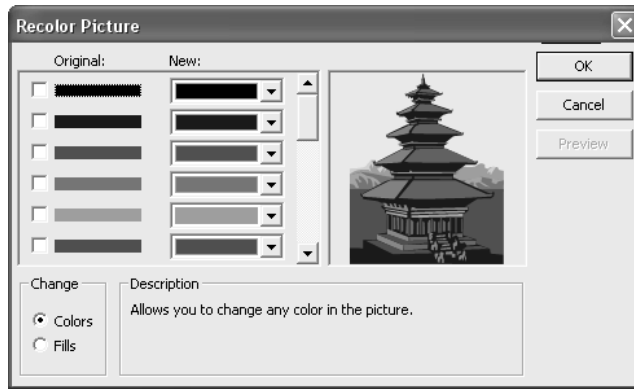 Recolor Picture
Original: New:
OK
Cancel
Preview
Change
Colors
Fills
Description
Allows you to change any color in the picture.